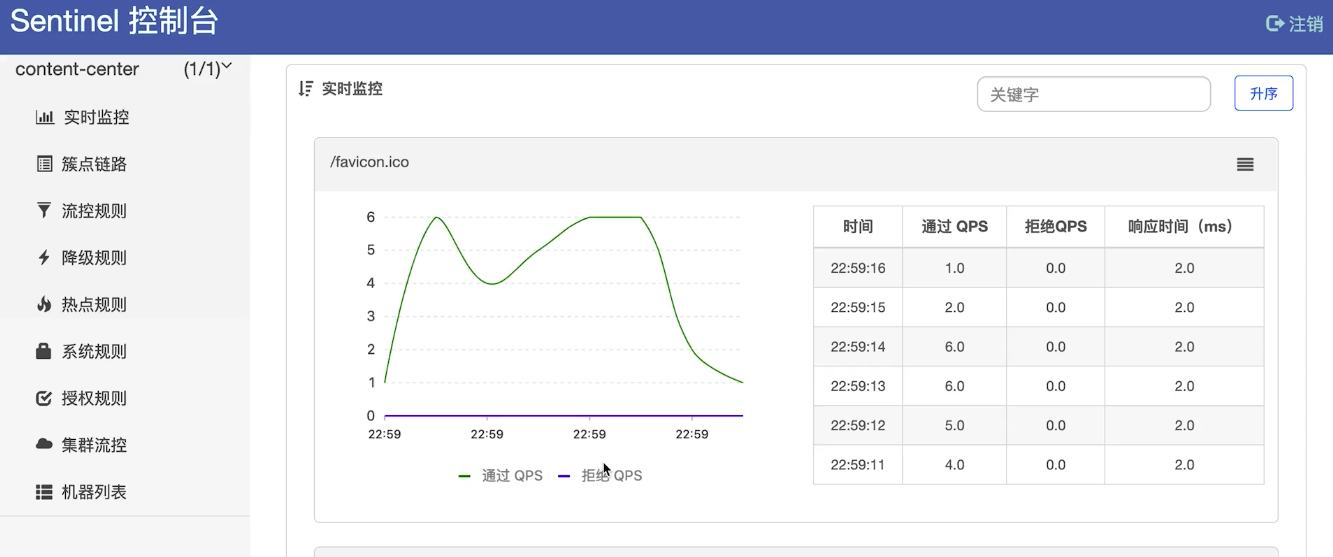 Sentinel 控制台
注销
content-center (1/1)
实时监控
簇点链路
流控规则
降级规则
热点规则
系统规则
授权规则
集群流控
机器列表
实时监控
关键字
升序
/favicon.ico
6
5
4
3
2
1
0
22:59 22:59 22:59 22:59
通过 QPS 拒绝 QPS
时间 通过 QPS 拒绝QPS 响应时间（ms）
22:59:16 1.0 0.0 2.0
22:59:15 2.0 0.0 2.0
22:59:14 6.0 0.0 2.0
22:59:13 6.0 0.0 2.0
22:59:12 5.0 0.0 2.0
22:59:11 4.0 0.0 2.0